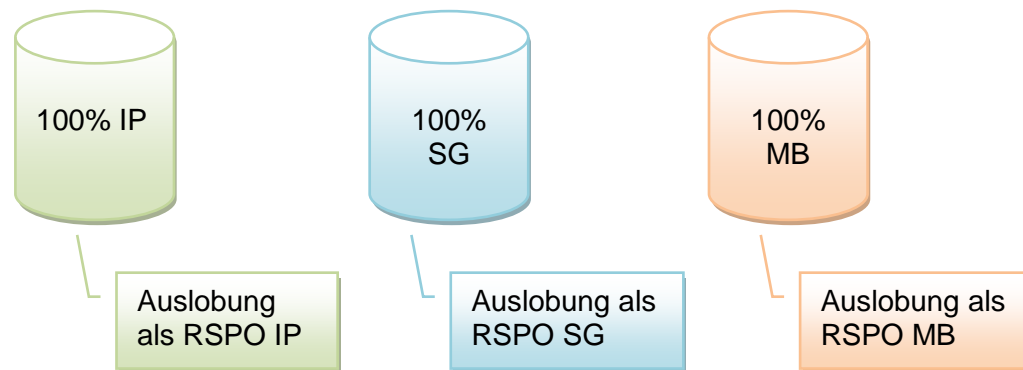 100% IP
100%
SG
100%
MB
Auslobung
als RSPO IP
Auslobung als
RSPO SG
Auslobung als
RSPO MB